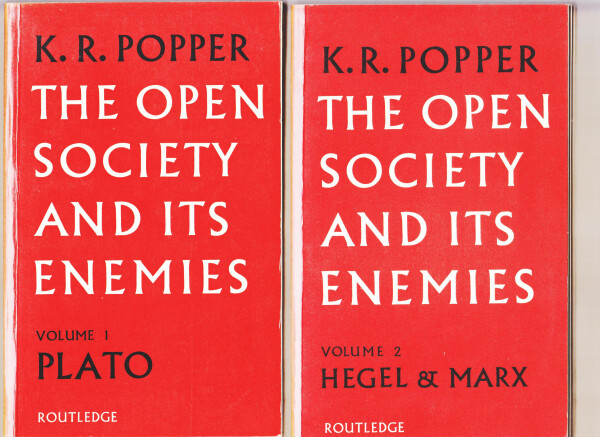 K. R. POPPER
THE OPEN
SOCIETY
AND ITS
ENEMIES
VOLUME 1
PLATO
ROUTLEDGE
K. R. POPPER
THE OPEN
SOCIETY
AND ITS
ENEMIES
VOLUME 2
HEGEL & MARX
ROUTLEDGE